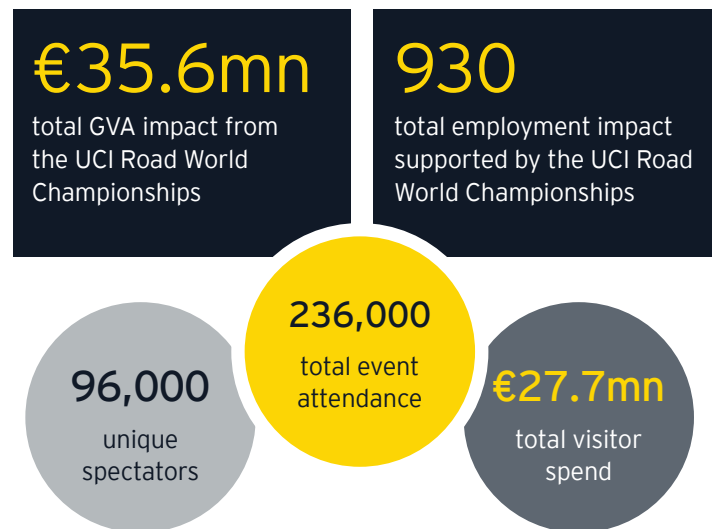 €35.6mn
total GVA impact from
the UCI Road World
Championships
930
total employment impact
supported by the UCI Road
World Championships
236,000
total event
attendance
96,000
unique
spectators
€27.7mn
total visitor
spend